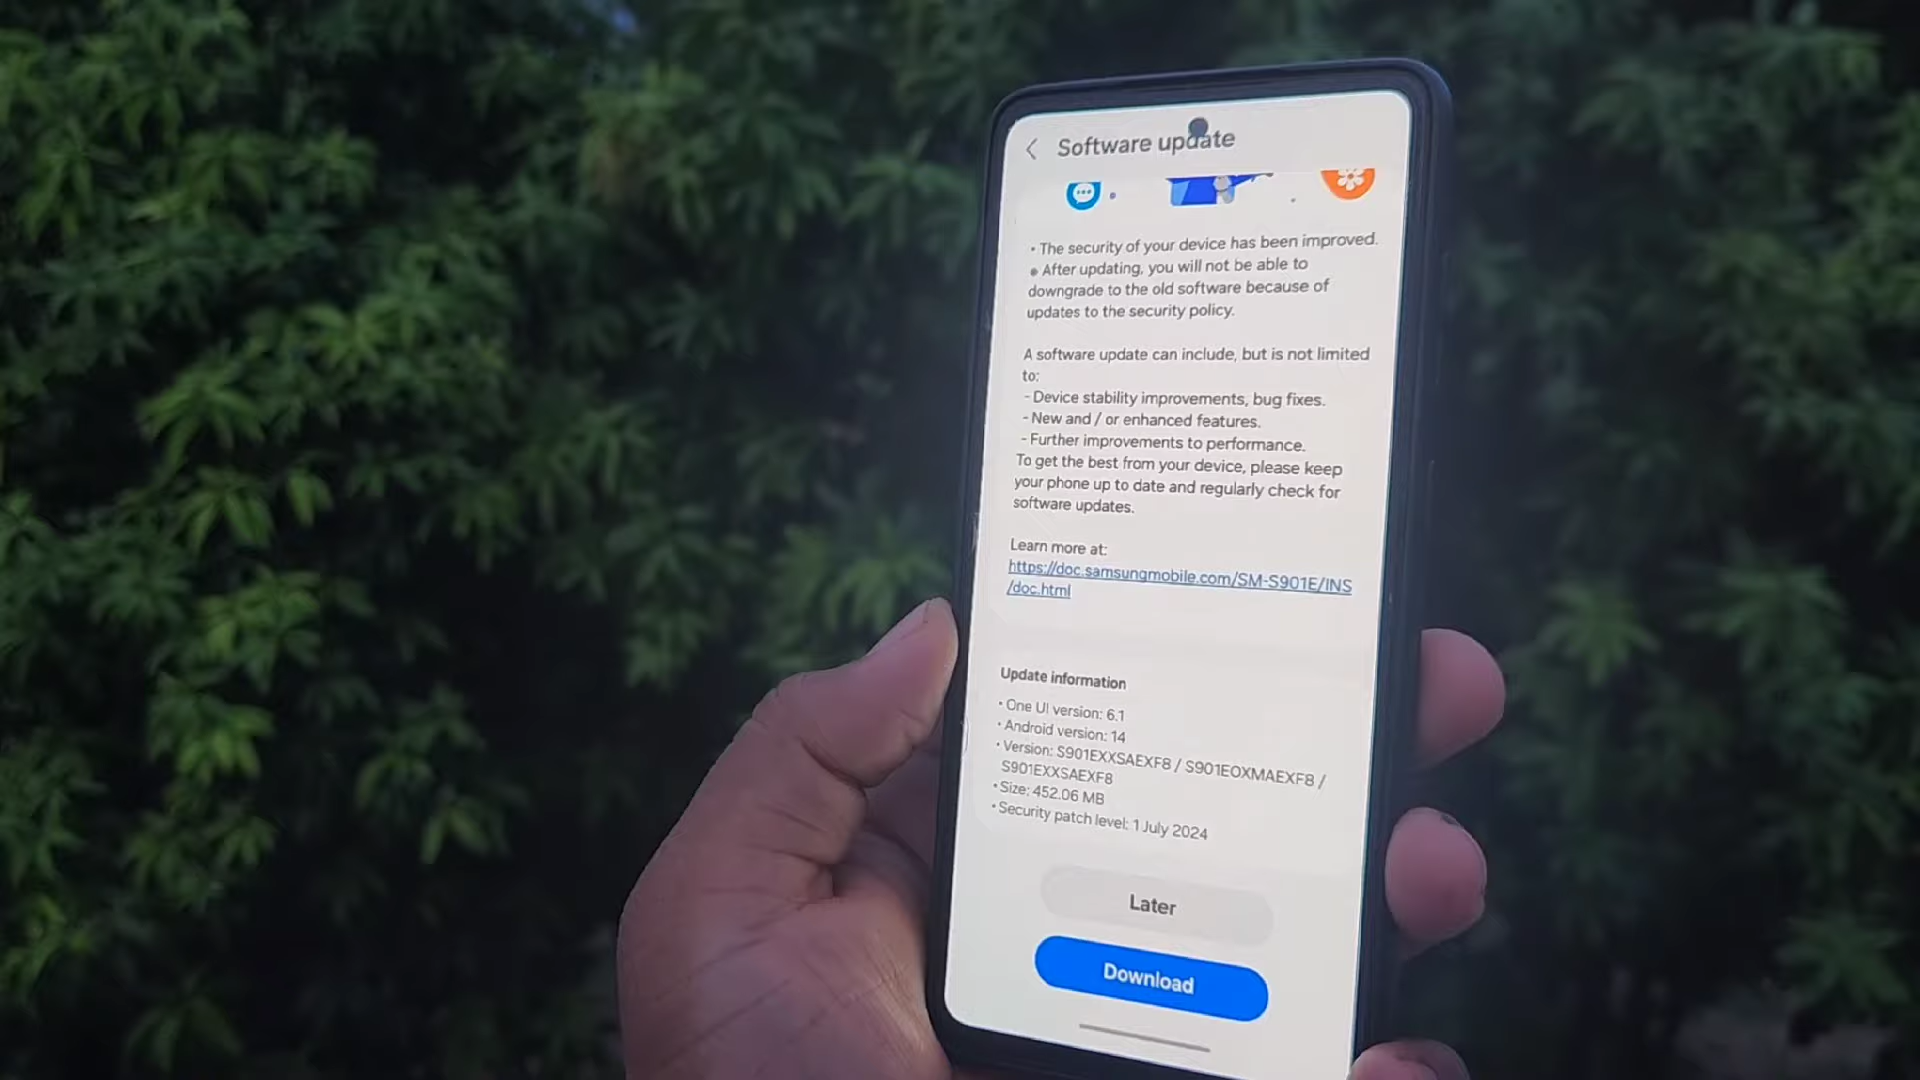 Software update
• The security of your device has been improved.
• After updating, you will not be able to
downgrade to the old software because of
updates to the security policy.
A software update can include, but is not limited
to:
- Device stability improvements, bug fixes.
- New and / or enhanced features.
- Further improvements to performance.
To get the best from your device, please keep
your phone up to date and regularly check for
software updates.
Learn more at:
https://doc.samsungmobile.com/SM-S901E/INS
/doc.html
Update information
• One UI version: 6.1
• Android version: 14
• Version: S901EXXSAEXF8 / S901EOXMAEXF8 /
S901EXXSAEXF8
• Size: 452.06 MB
• Security patch level: 1 July 2024
Later
Download